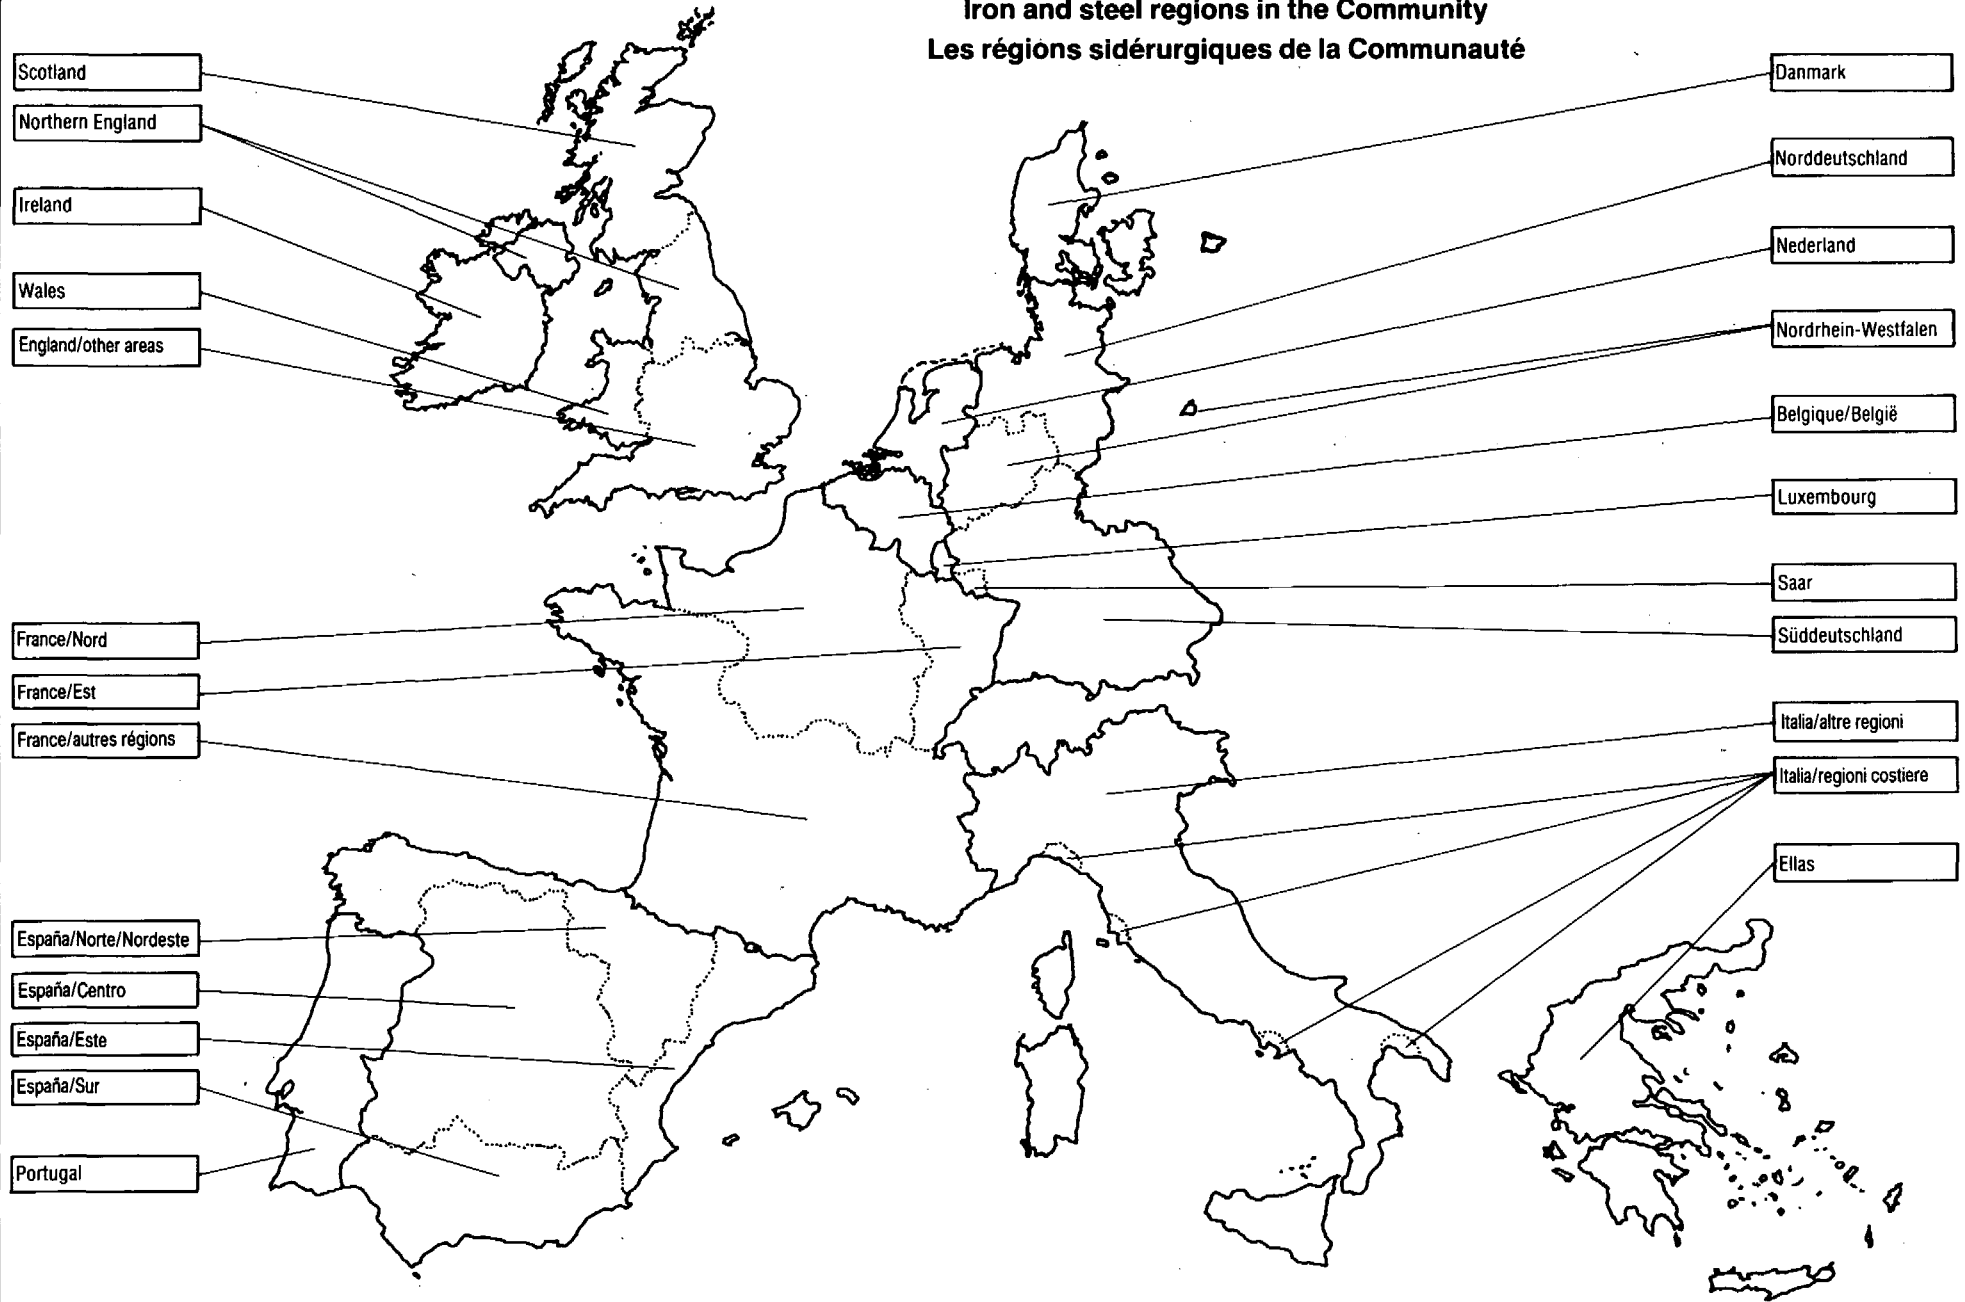 Iron and steel regions in the Community
Les régions sidérurgiques de la Communauté
Scotland
Northern England
Ireland
Wales
England/other areas
France/Nord
France/Est
France/autres régions
España/Norte/Nordeste
España/Centro
España/Este
España/Sur
Portugal
Danmark
Norddeutschland
Nederland
Nordrhein-Westfalen
Belgique/België
Luxembourg
Saar
Süddeutschland
Italia/altre regioni
Italia/regioni costiere
Ellas